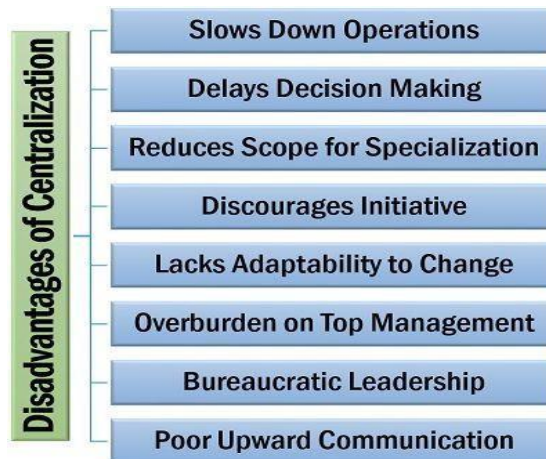 Disadvantages of Centralization
Slows Down Operations
Delays Decision Making
Reduces Scope for Specialization
Discourages Initiative
Lacks Adaptability to Change
Overburden on Top Management
Bureaucratic Leadership
Poor Upward Communication